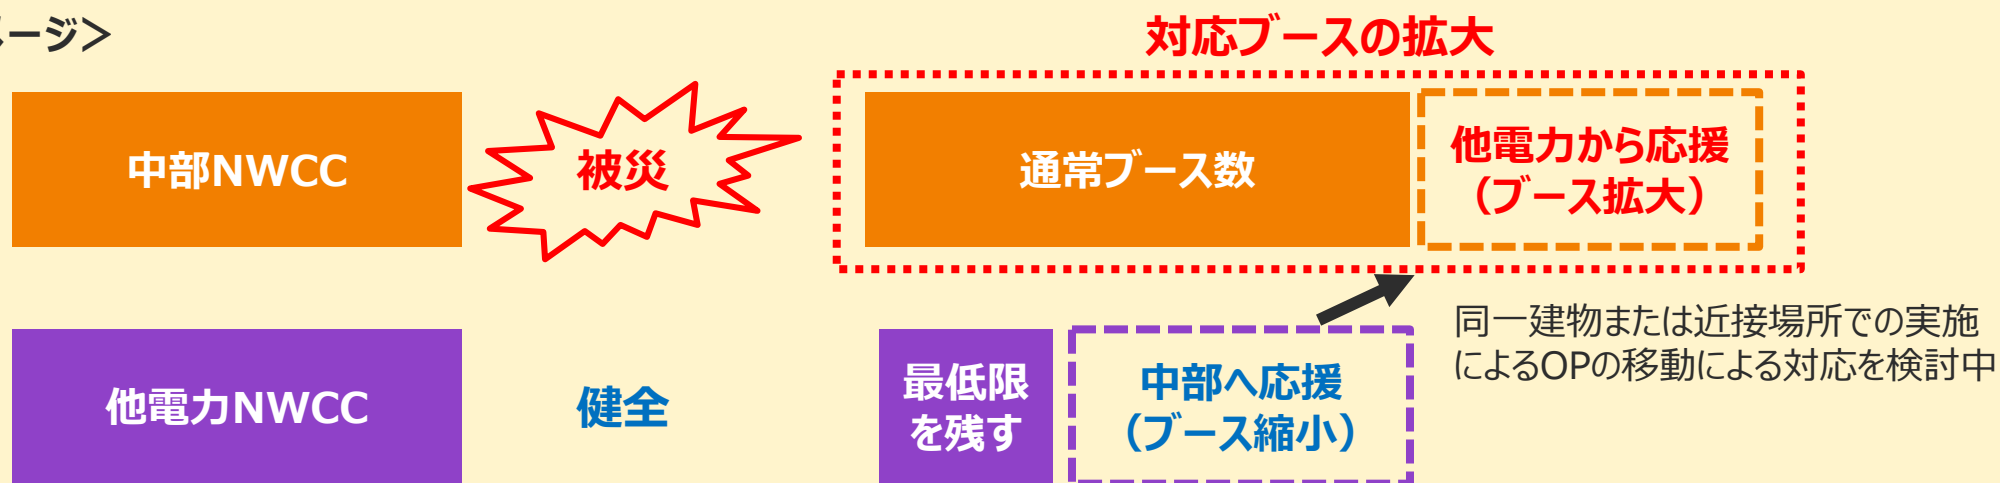 ージ＞
対応ブースの拡大
中部NWCC
被災
通常ブース数
他電力から応援
（ブース拡大）
他電力NWCC
健全
最低限
を残す
中部へ応援
（ブース縮小）
同一建物または近接場所での実施
によるOPの移動による対応を検討中